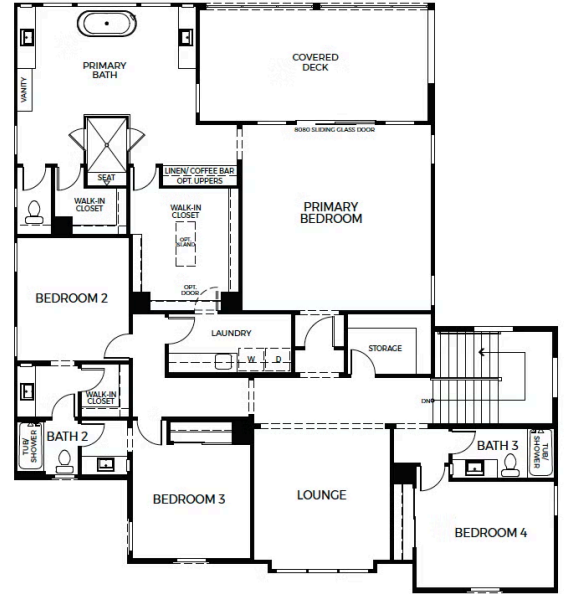 COVERED
DECK
PRIMARY
BATH
VANITY
SEAT
8080 SLIDING GLASS DOOR
LINEN/ COFFEE BAR
OPT. UPPERS
WALK-IN
CLOSET
WALK-IN
CLOSET
PRIMARY
BEDROOM
OPT.
ISLAND
OPT.
DOOR
BEDROOM 2
LAUNDRY
W
D
STORAGE
WALK-IN
CLOSET
DN
BATH 2
TUB/
SHOWER
BATH 3
TUB/
SHOWER
BEDROOM 3
LOUNGE
BEDROOM 4